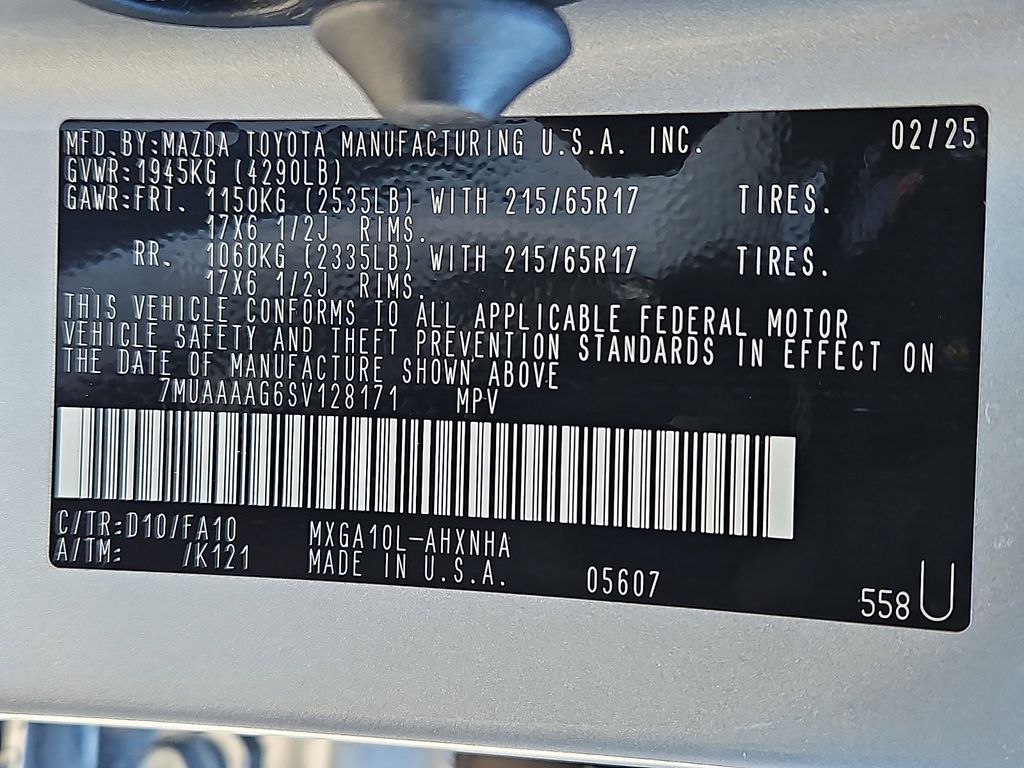 MFD.BY:MAZDA TOYOTA MANUFACTURING U.S.A. INC. 02/25
GVWR:1945KG (4290LB)
GAWR:FRT. 1150KG (2535LB) WITH 215/65R17 TIRES.
17X6 1/2J RIMS.
RR. 1060KG (2335LB) WITH 215/65R17 TIRES.
17X6 1/2J RIMS.
THIS VEHICLE CONFORMS TO ALL APPLICABLE FEDERAL MOTOR
VEHICLE SAFETY AND THEFT PREVENTION STANDARDS IN EFFECT ON
THE DATE OF MANUFACTURE SHOWN ABOVE
7MUAAAAG6SV128171 MPV
C/TR:D10/FA10 MXGA10L-AHXNHA
A/TM: /K121 MADE IN U.S.A. 05607
558 U